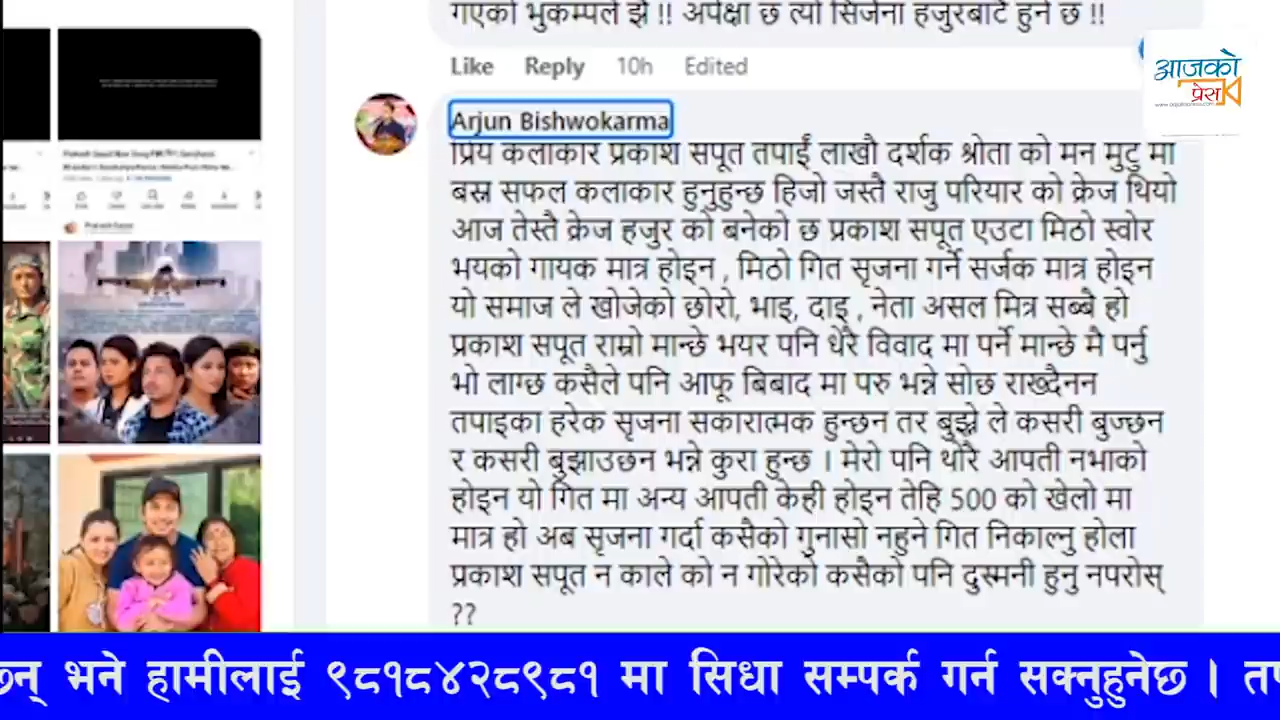 गएको भुकम्पले झैं !! अपेक्षा छ त्यो सिर्जना हजुरबाटै हुने छ !!
Like Reply 10h Edited
आजको
प्रेस
Arjun Bishwokarma
प्रिय कलाकार प्रकाश सपूत तपाईं लाखौ दर्शक श्रोता को मन मुटु मा
बस्न सफल कलाकार हुनुहुन्छ हिजो जस्तै राजु परियार को क्रेज थियो
आज तेस्तै क्रेज हजुर को बनेको छ प्रकाश सपूत एउटा मिठो स्वोर
भयको गायक मात्र होइन , मिठो गित सृजना गर्ने सर्जक मात्र होइन
यो समाज ले खोजेको छोरो, भाइ, दाइ , नेता असल मित्र सब्बै हो
प्रकाश सपूत राम्रो मान्छे भयर पनि धेरै विवाद मा पर्ने मान्छे मै पर्नु
भो लाग्छ कसैले पनि आफू बिबाद मा परु भन्ने सोछ राख्दैनन
तपाइका हरेक सृजना सकारात्मक हुन्छन तर बुझ्ने ले कसरी बुज्छन
र कसरी बुझाउछन भन्ने कुरा हुन्छ । मेरो पनि थोरै आपती नभाको
होइन यो गित मा अन्य आपती केही होइन तेहि 500 को खेलो मा
मात्र हो अब सृजना गर्दा कसैको गुनासो नहुने गित निकाल्नु होला
प्रकाश सपूत न काले को न गोरेको कसैको पनि दुस्मनी हुनु नपरोस्
??
छन् भने हामीलाई ९८१८४२८९८१ मा सिधा सम्पर्क गर्न सक्नुहुनेछ । तप